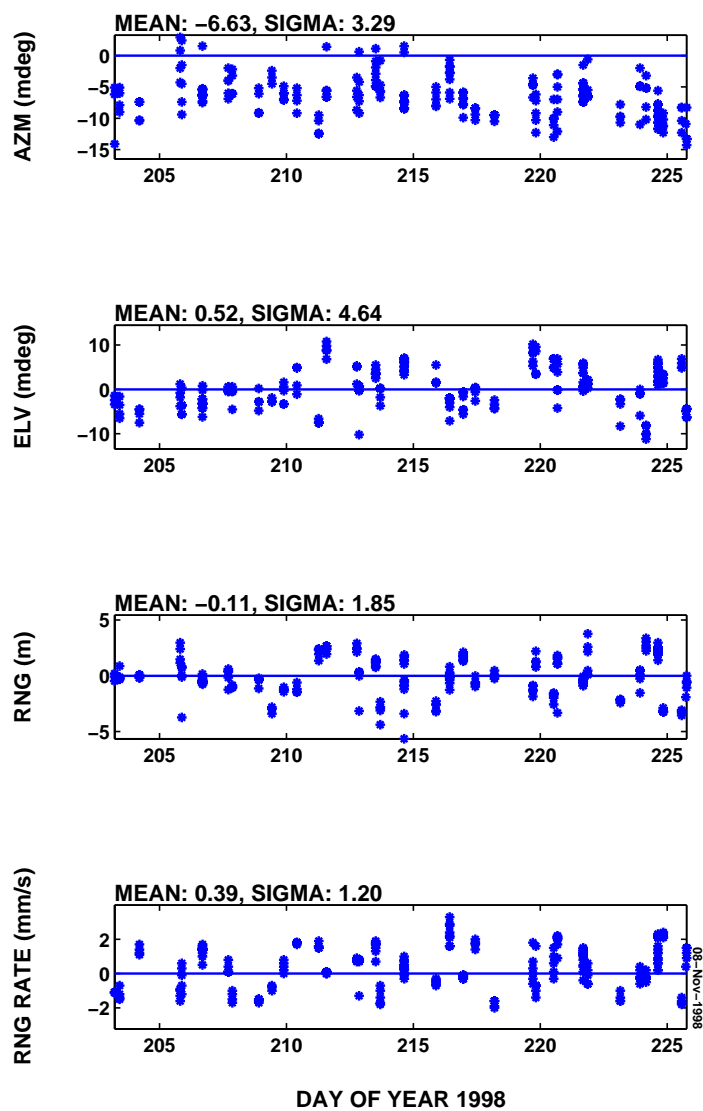 MEAN: −6.63, SIGMA: 3.29
AZM (mdeg)
0
−5
−10
−15
205 210 215 220 225
MEAN: 0.52, SIGMA: 4.64
ELV (mdeg)
10
0
−10
205 210 215 220 225
MEAN: −0.11, SIGMA: 1.85
RNG (m)
5
0
−5
205 210 215 220 225
MEAN: 0.39, SIGMA: 1.20
RNG RATE (mm/s)
2
0
−2
205 210 215 220 225
08−Nov−1998
DAY OF YEAR 1998